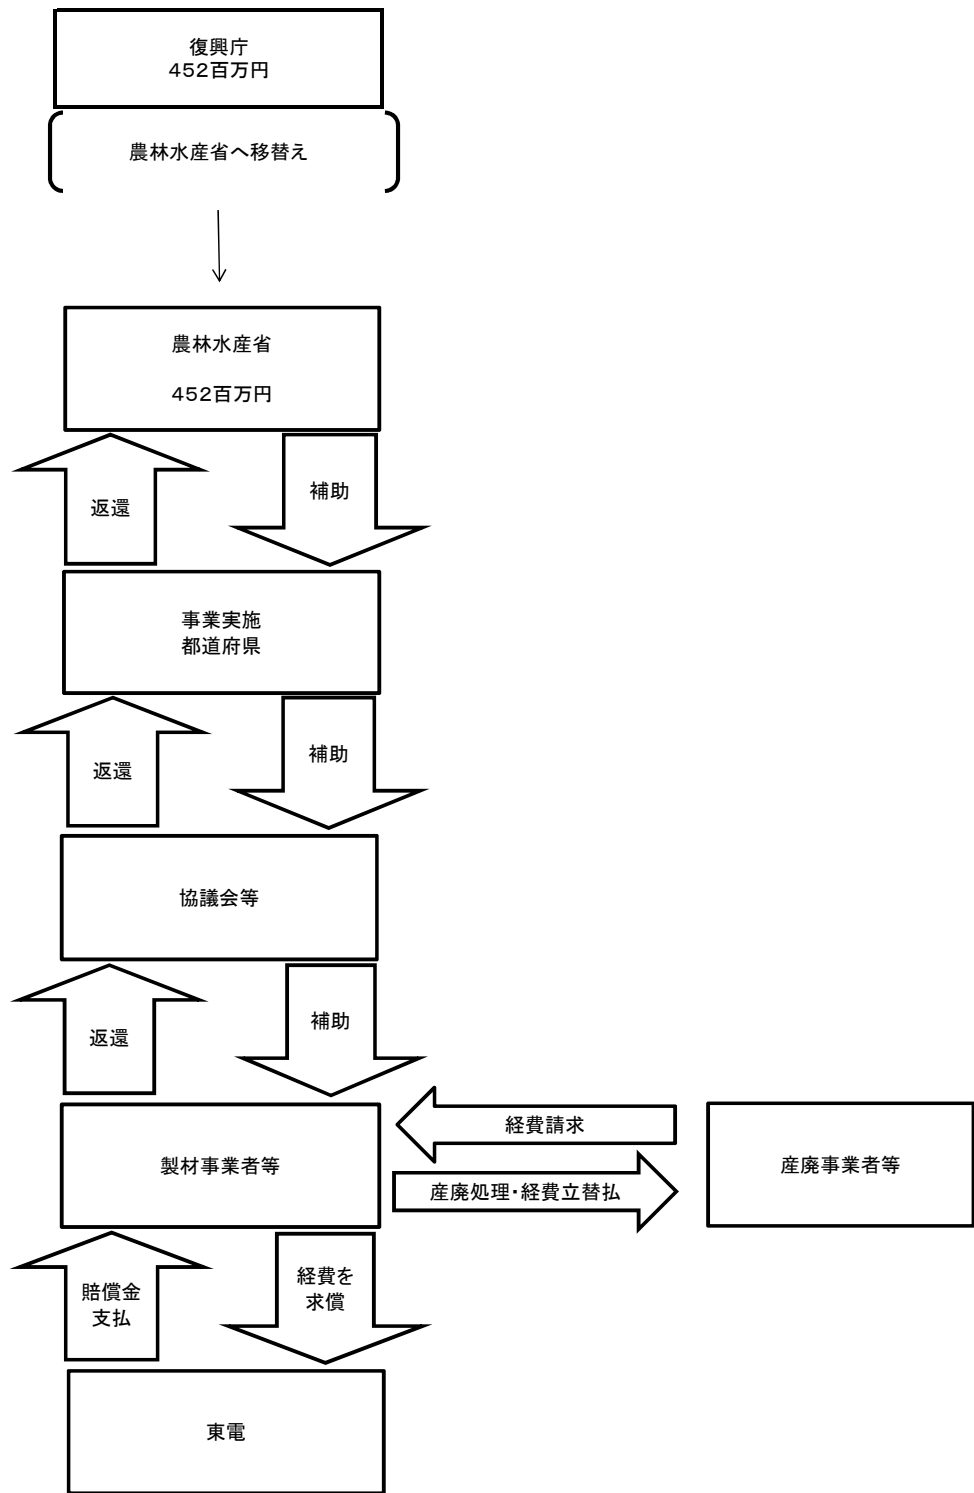 復興庁
４５２百万円
農林水産省へ移替え
農林水産省
４５２百万円
返還
補助
事業実施
都道府県
返還
補助
協議会等
返還
補助
経費請求
製材事業者等
産廃事業者等
産廃処理・経費立替払
賠償金
支払
経費を
求償
東電